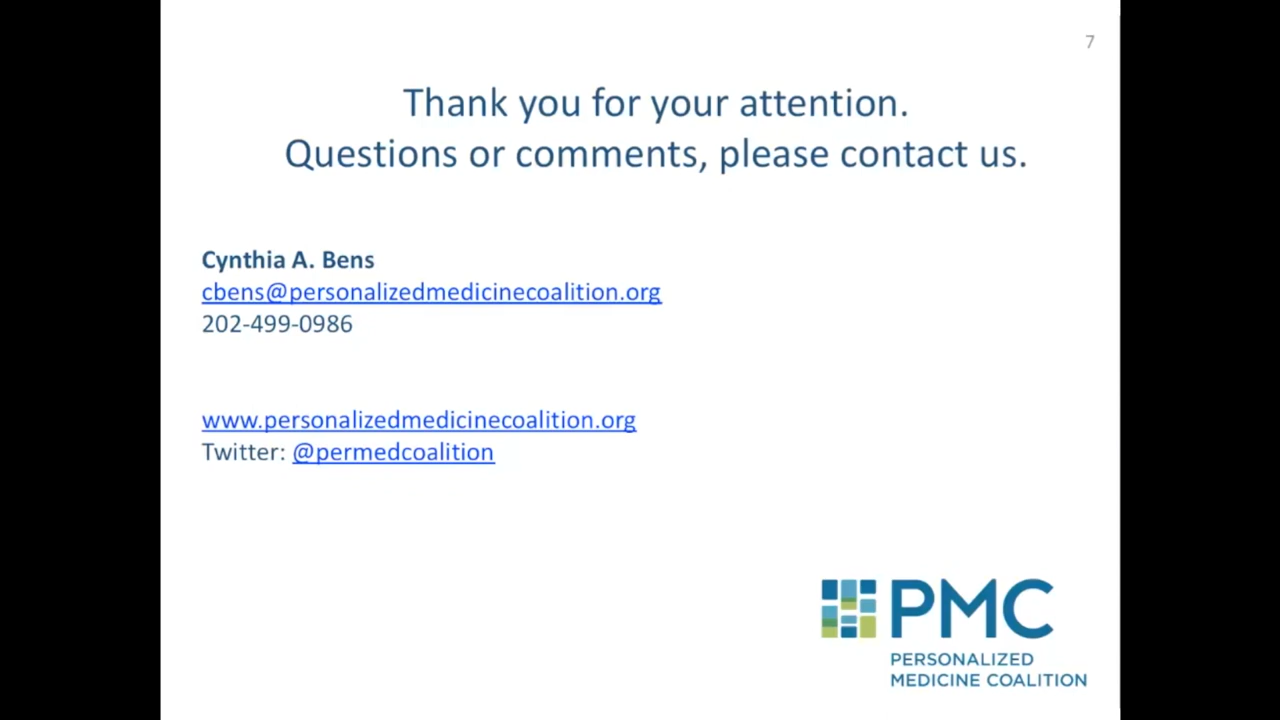 7
Thank you for your attention.
Questions or comments, please contact us.
Cynthia A. Bens
cbens@personalizedmedicinecoalition.org
202-499-0986
www.personalizedmedicinecoalition.org
Twitter: @permedcoalition
PMC
PERSONALIZED
MEDICINE COALITION